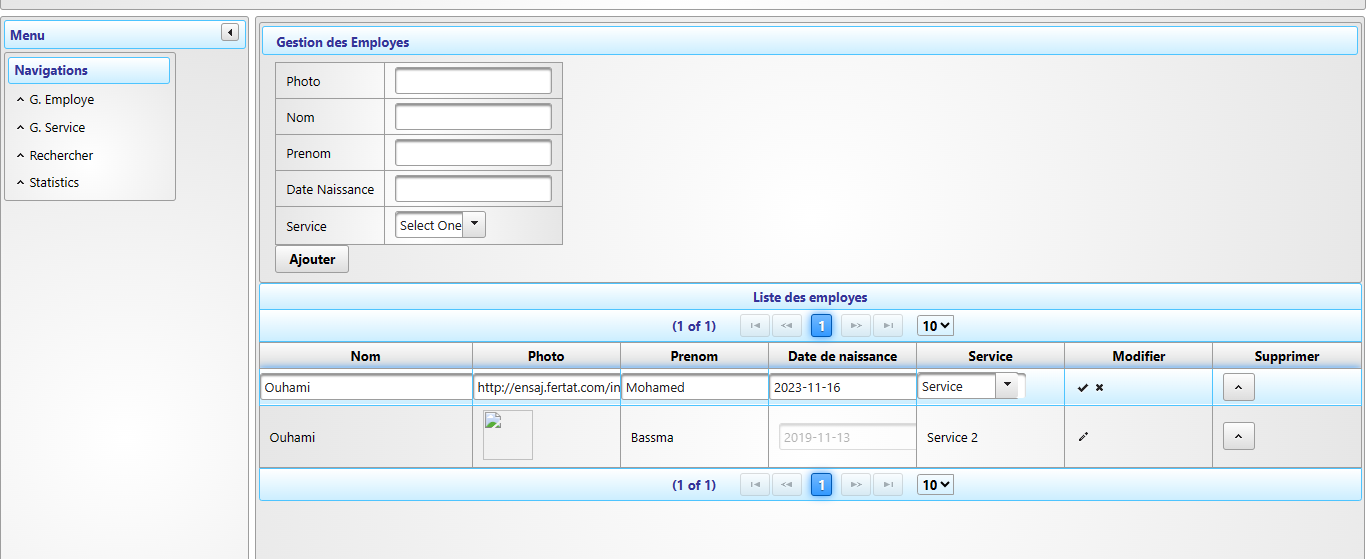 Menu
Navigations
G. Employe
G. Service
Rechercher
Statistics
Gestion des Employes
Photo
Nom
Prenom
Date Naissance
Service Select One
Ajouter
Liste des employes
(1 of 1) 1 10
Nom Photo Prenom Date de naissance Service Modifier Supprimer
Ouhami http://ensaj.fertat.com/in Mohamed 2023-11-16 Service
Ouhami Bassma 2019-11-13 Service 2
(1 of 1) 1 10